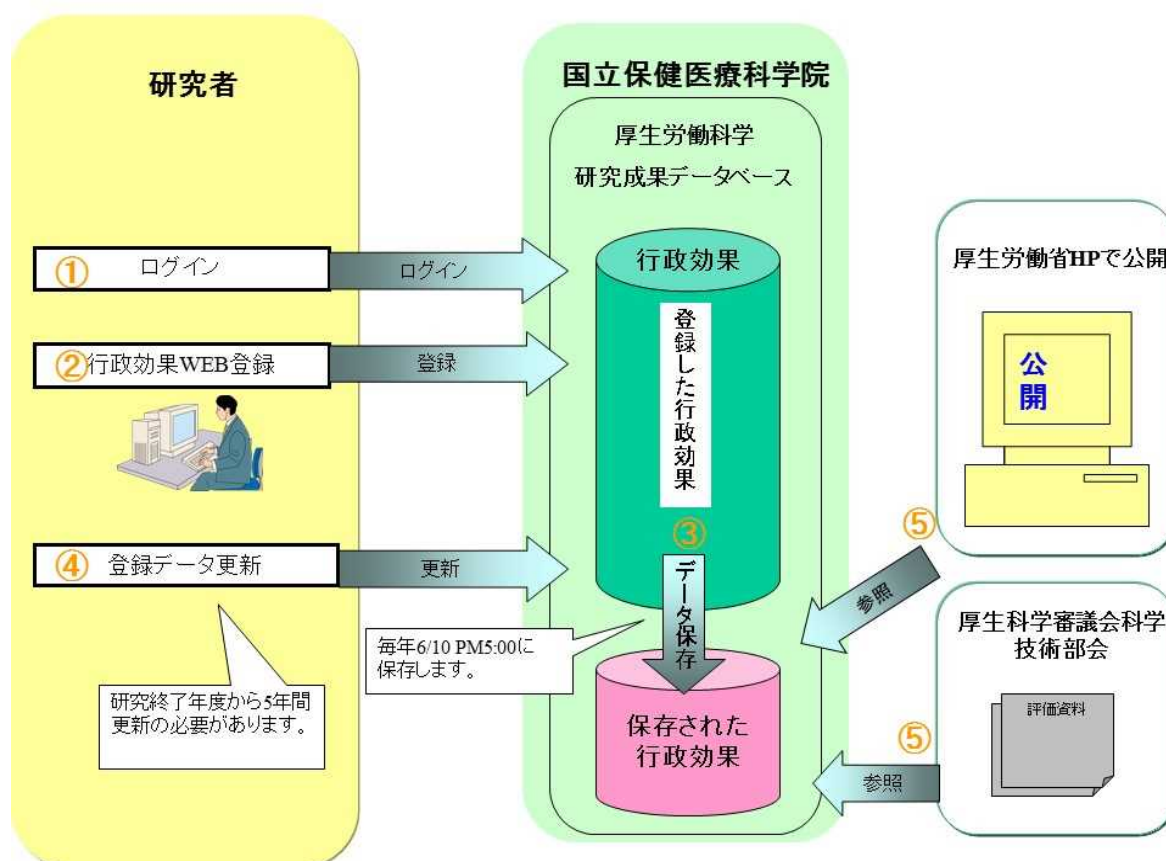 研究者
① ログイン
② 行政効果WEB登録
④ 登録データ更新
研究終了年度から5年間
更新の必要があります。
ログイン
登録
更新
毎年6/10 PM5:00に
保存します。
国立保健医療科学院
厚生労働科学
研究成果データベース
行政効果
登録した行政効果
③
データ保存
保存された
行政効果
厚生労働省HPで公開
公
開
⑤
参照
厚生科学審議会科学
技術部会
評価資料
⑤
参照